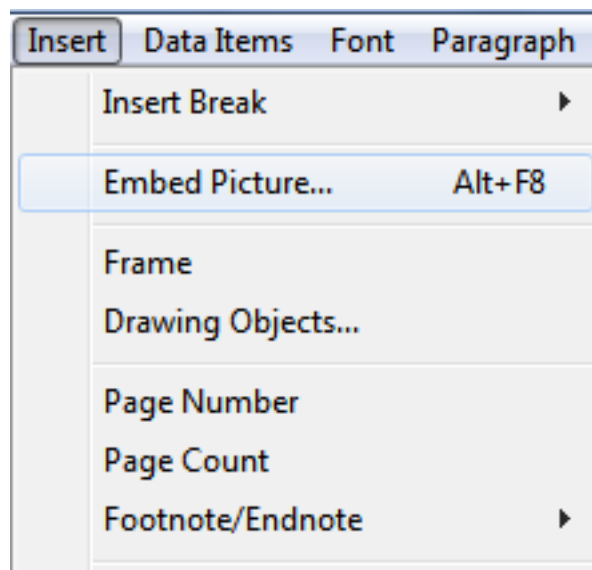 Insert Data Items Font Paragraph
Insert Break
Embed Picture... Alt+F8
Frame
Drawing Objects...
Page Number
Page Count
Footnote/Endnote